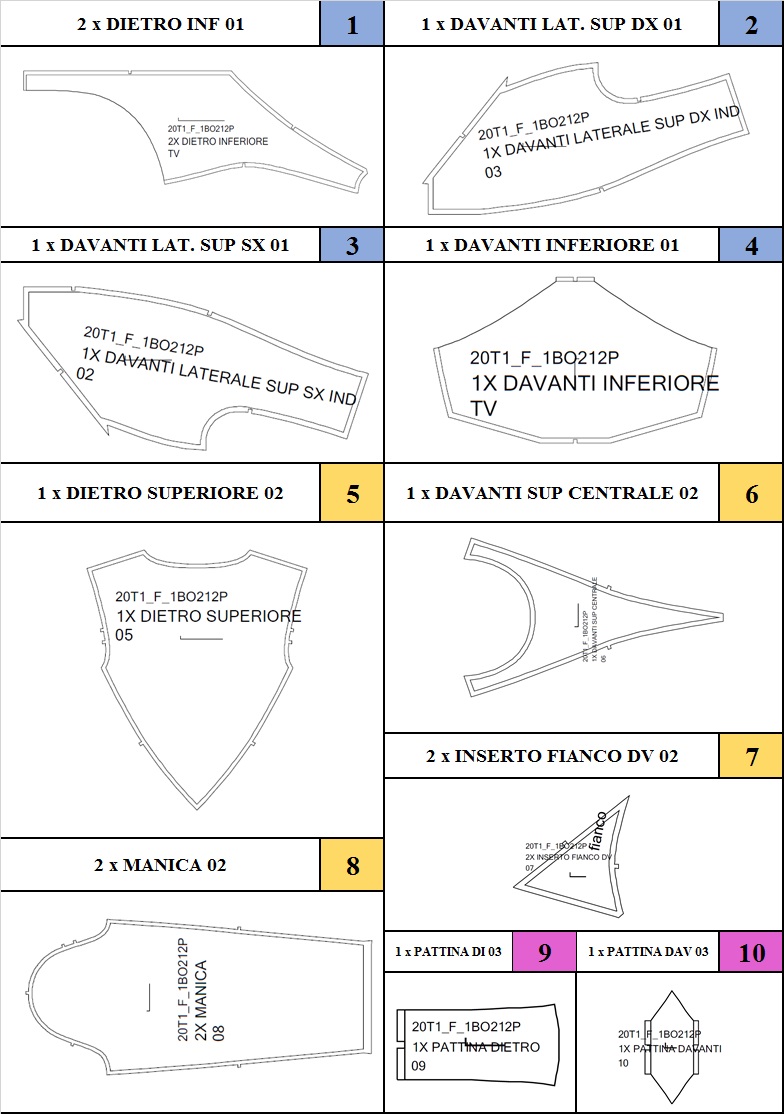 2 x DIETRO INF 01
1
20T1_F_1BO212P
2X DIETRO INFERIORE
TV
1 x DAVANTI LAT. SUP DX 01
2
20T1_F_1BO212P
1X DAVANTI LATERALE SUP DX IND
03
1 x DAVANTI LAT. SUP SX 01
3
20T1_F_1BO212P
1X DAVANTI LATERALE SUP SX IND
02
1 x DAVANTI INFERIORE 01
4
20T1_F_1BO212P
1X DAVANTI INFERIORE
TV
1 x DIETRO SUPERIORE 02
5
20T1_F_1BO212P
1X DIETRO SUPERIORE
05
1 x DAVANTI SUP CENTRALE 02
6
20T1_F_1BO212P
1X DAVANTI SUP CENTRALE
06
2 x INSERTO FIANCO DV 02
7
fianco
20T1_F_1BO212P
2X INSERTO FIANCO DV
07
2 x MANICA 02
8
20T1_F_1BO212P
2X MANICA
08
1 x PATTINA DI 03
9
20T1_F_1BO212P
1X PATTINA DIETRO
09
1 x PATTINA DAV 03
10
20T1_F_1BO212P
1X PATTINA DAVANTI
10